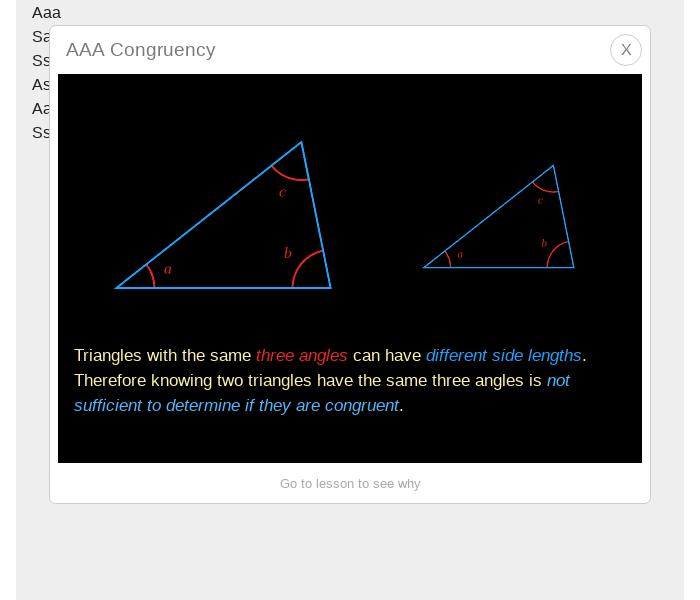 Aaa
Sa
Ss
As
Aa
Ss
AAA Congruency
X
c
b
a
c
b
a
Triangles with the same three angles can have different side lengths.
Therefore knowing two triangles have the same three angles is not
sufficient to determine if they are congruent.
Go to lesson to see why